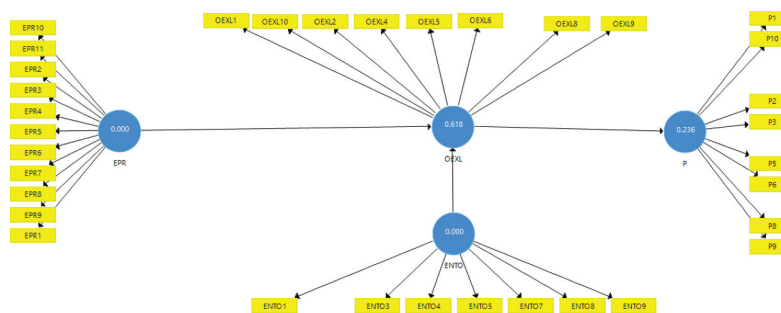 OEXL1 OEXL10 OEXL2 OEXL4 OEXL5 OEXL6 OEXL8 OEXL9
EPR10
EPR11
EPR2
EPR3
EPR4
EPR5
EPR6
EPR7
EPR8
EPR9
EPR1
0.000
EPR
0.618
OEXL
0.236
P
P1
P10
P2
P3
P5
P6
P8
P9
0.000
ENTO
ENTO1 ENTO3 ENTO4 ENTO5 ENTO7 ENTO8 ENTO9